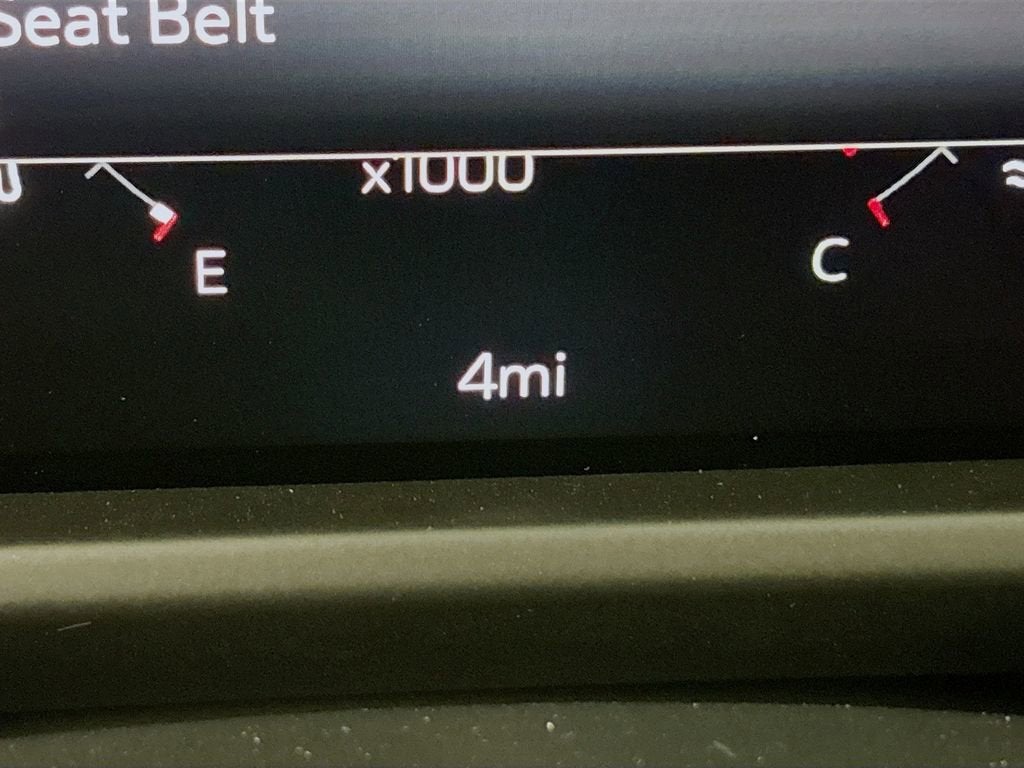 Seat Belt
x1000
E
C
4mi